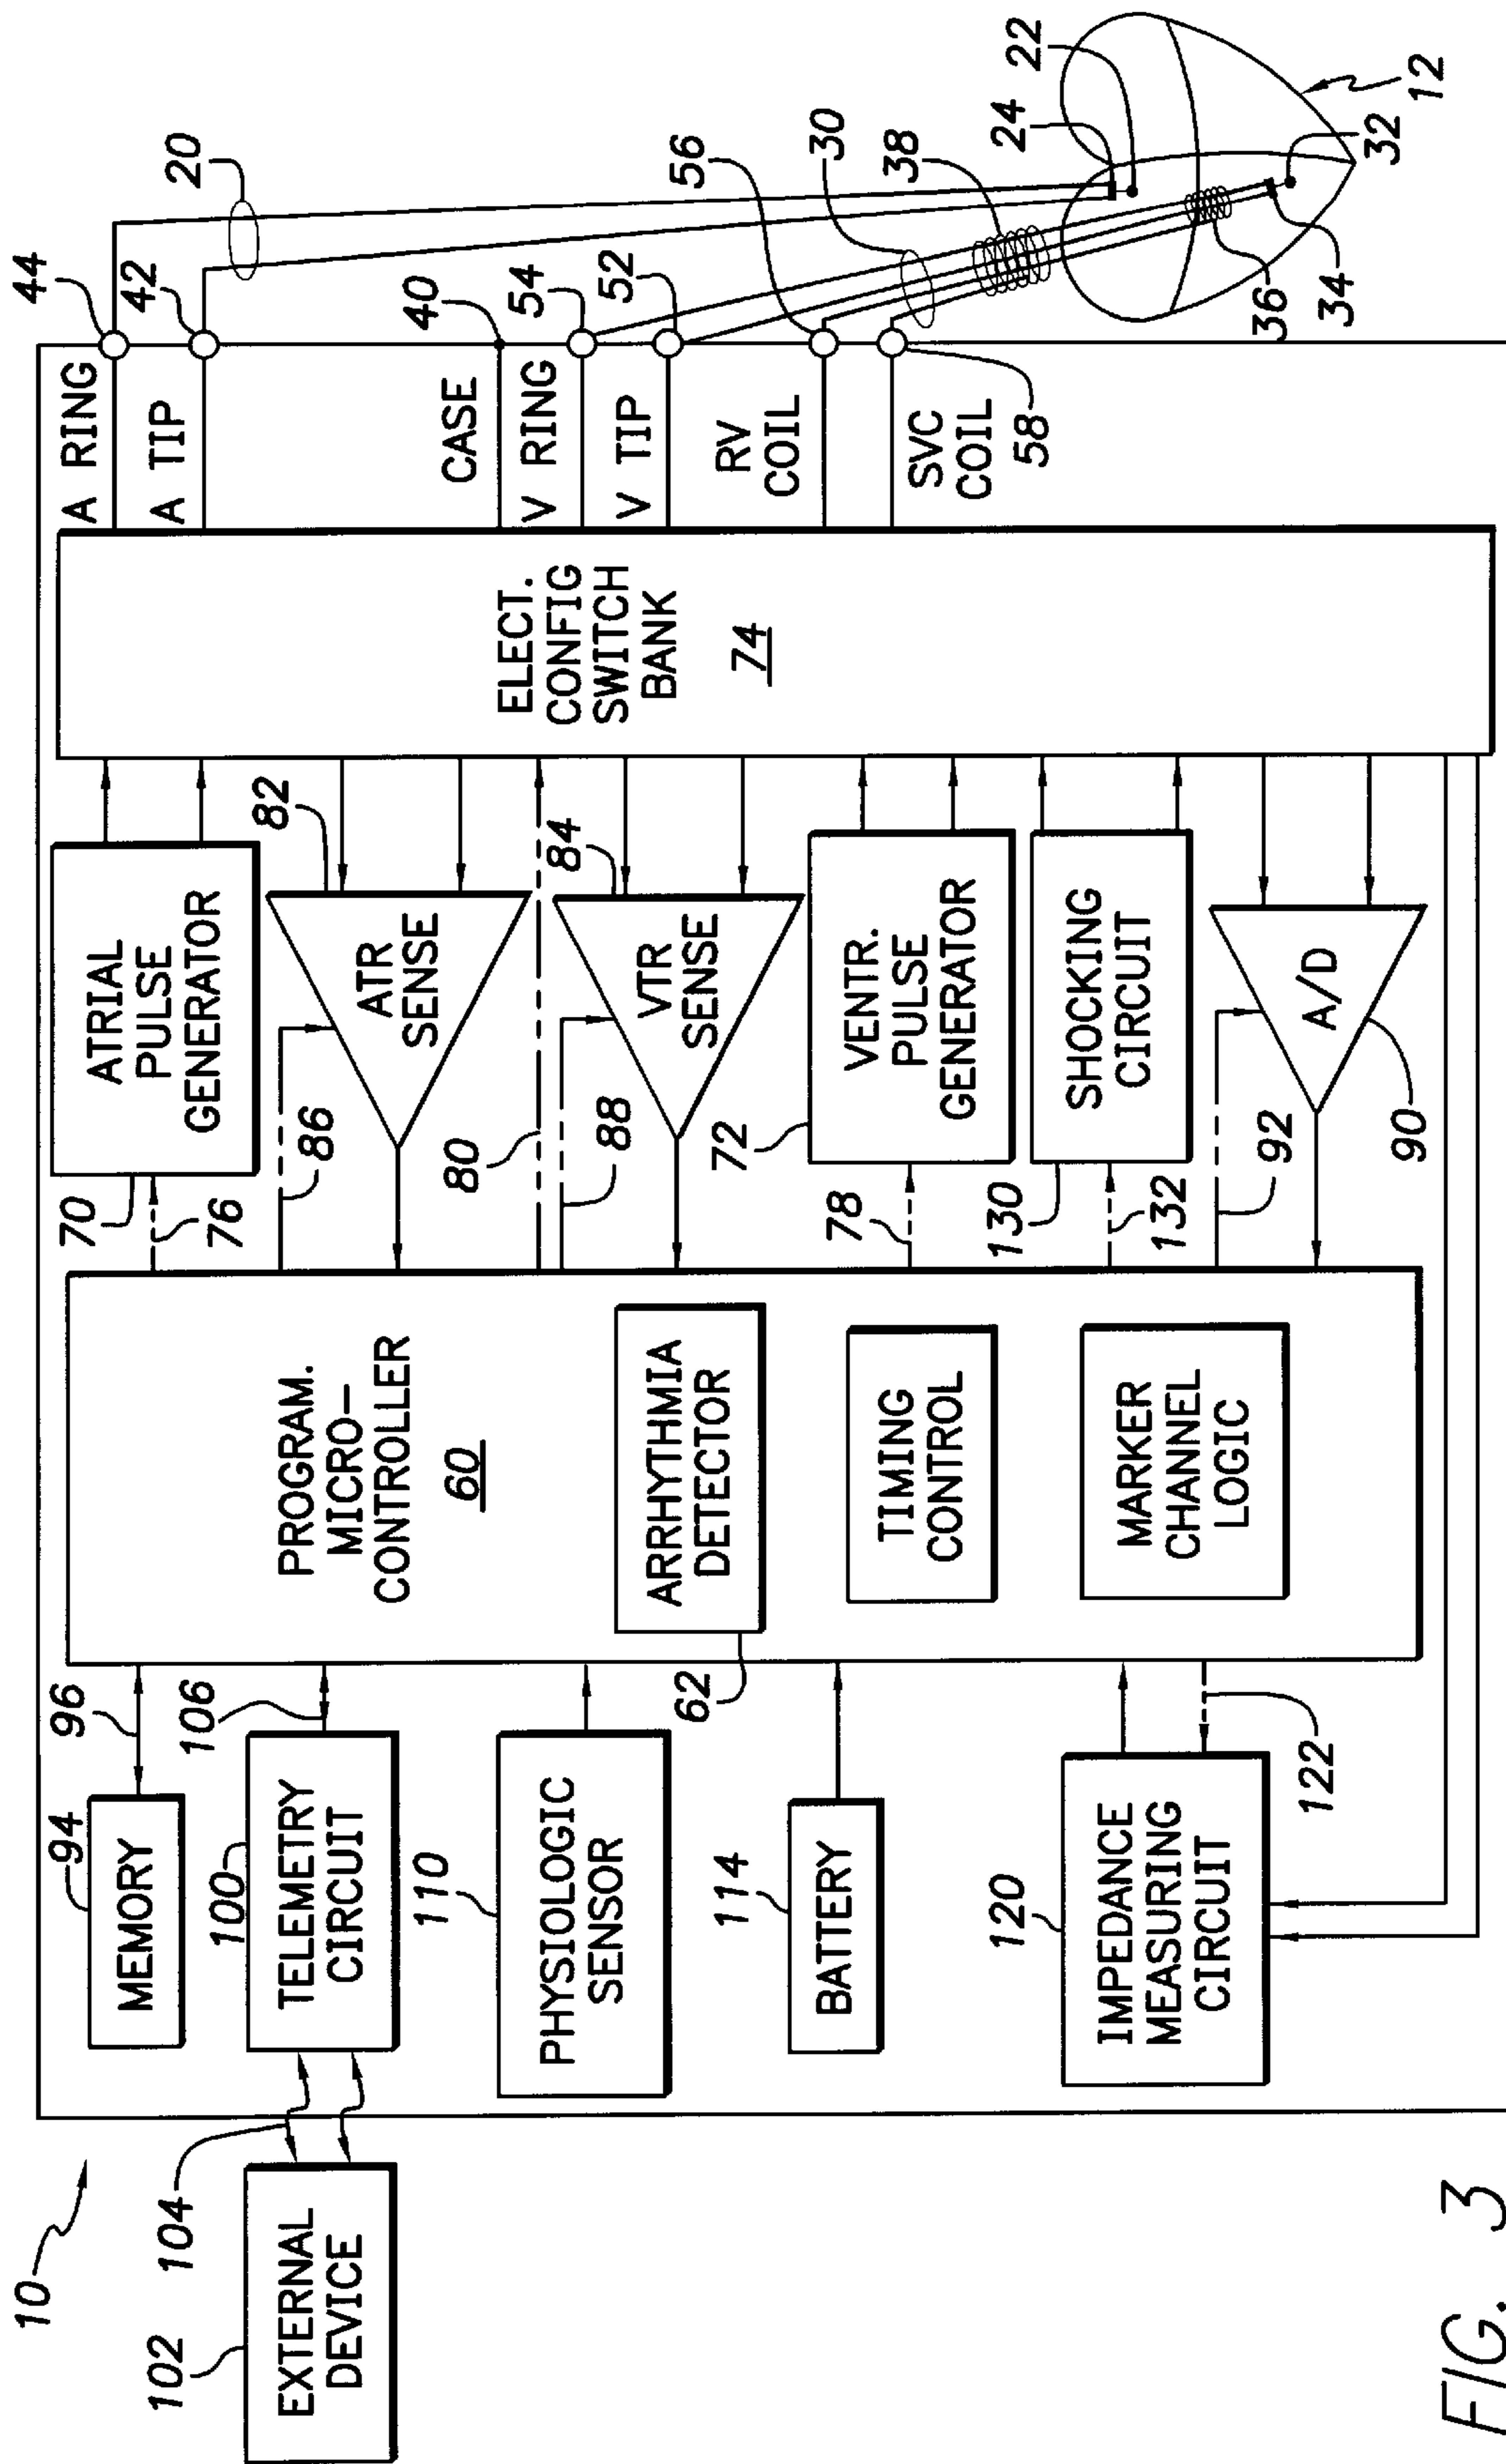 10
102
EXTERNAL
DEVICE
104
94
MEMORY
96
100
TELEMETRY
CIRCUIT
106
110
PHYSIOLOGIC
SENSOR
114
BATTERY
120
IMPEDANCE
MEASURING
CIRCUIT
122
PROGRAM.
MICRO-
CONTROLLER
60
62
ARRHYTHMIA
DETECTOR
TIMING
CONTROL
MARKER
CHANNEL
LOGIC
70
76
ATRIAL
PULSE
GENERATOR
86
82
ATR
SENSE
80
88
84
VTR
SENSE
72
78
VENTR.
PULSE
GENERATOR
130
132
SHOCKING
CIRCUIT
92
A/D
90
ELECT.
CONFIG
SWITCH
BANK
74
A RING
44
A TIP
42
CASE
40
V RING
54
V TIP
52
RV
COIL
56
SVC
COIL
58
20
30
38
24
22
36
34
32
12
FIG. 3